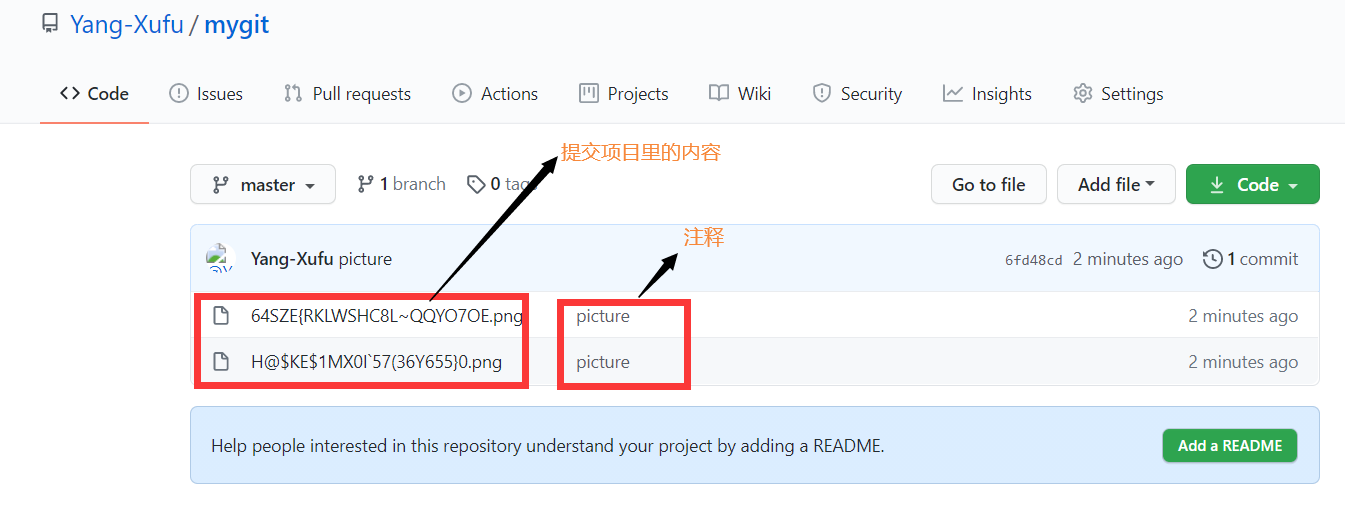 Yang-Xufu / mygit
Code Issues Pull requests Actions Projects Wiki Security Insights Settings
提交项目里的内容
master 1 branch 0 tags Go to file Add file Code
注释
Yang-Xufu picture 6fd48cd 2 minutes ago 1 commit
64SZE{RKLWSHC8L~QQYO7OE.png picture 2 minutes ago
H@$KE$1MX0I`57(36Y655}0.png picture 2 minutes ago
Help people interested in this repository understand your project by adding a README. Add a README